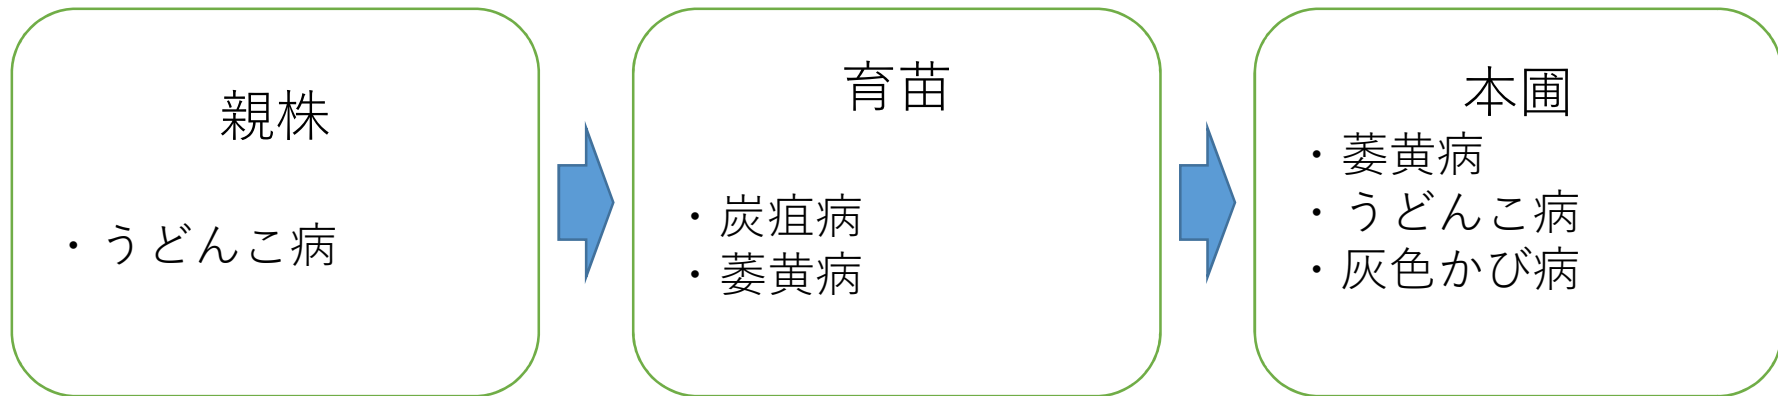 親株
・うどんこ病
育苗
・炭疽病
・萎黄病
本圃
・萎黄病
・うどんこ病
・灰色かび病